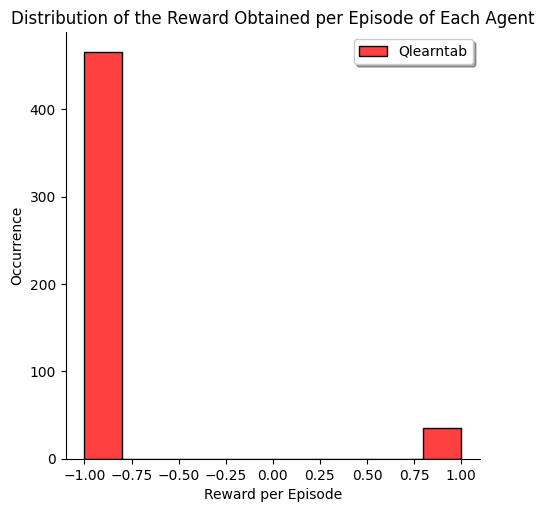 Distribution of the Reward Obtained per Episode of Each Agent
Qlearntab
Occurrence
400
300
200
100
0
−1.00 −0.75 −0.50 −0.25 0.00 0.25 0.50 0.75 1.00
Reward per Episode